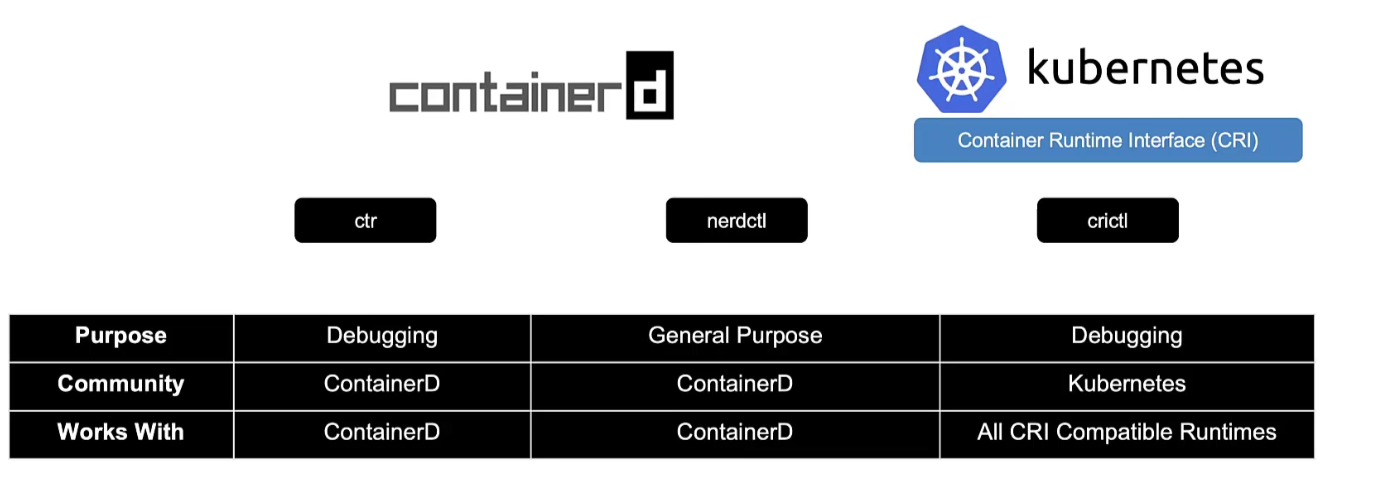 containerd
kubernetes
Container Runtime Interface (CRI)
ctr nerdctl crictl
Purpose Debugging General Purpose Debugging
Community ContainerD ContainerD Kubernetes
Works With ContainerD ContainerD All CRI Compatible Runtimes